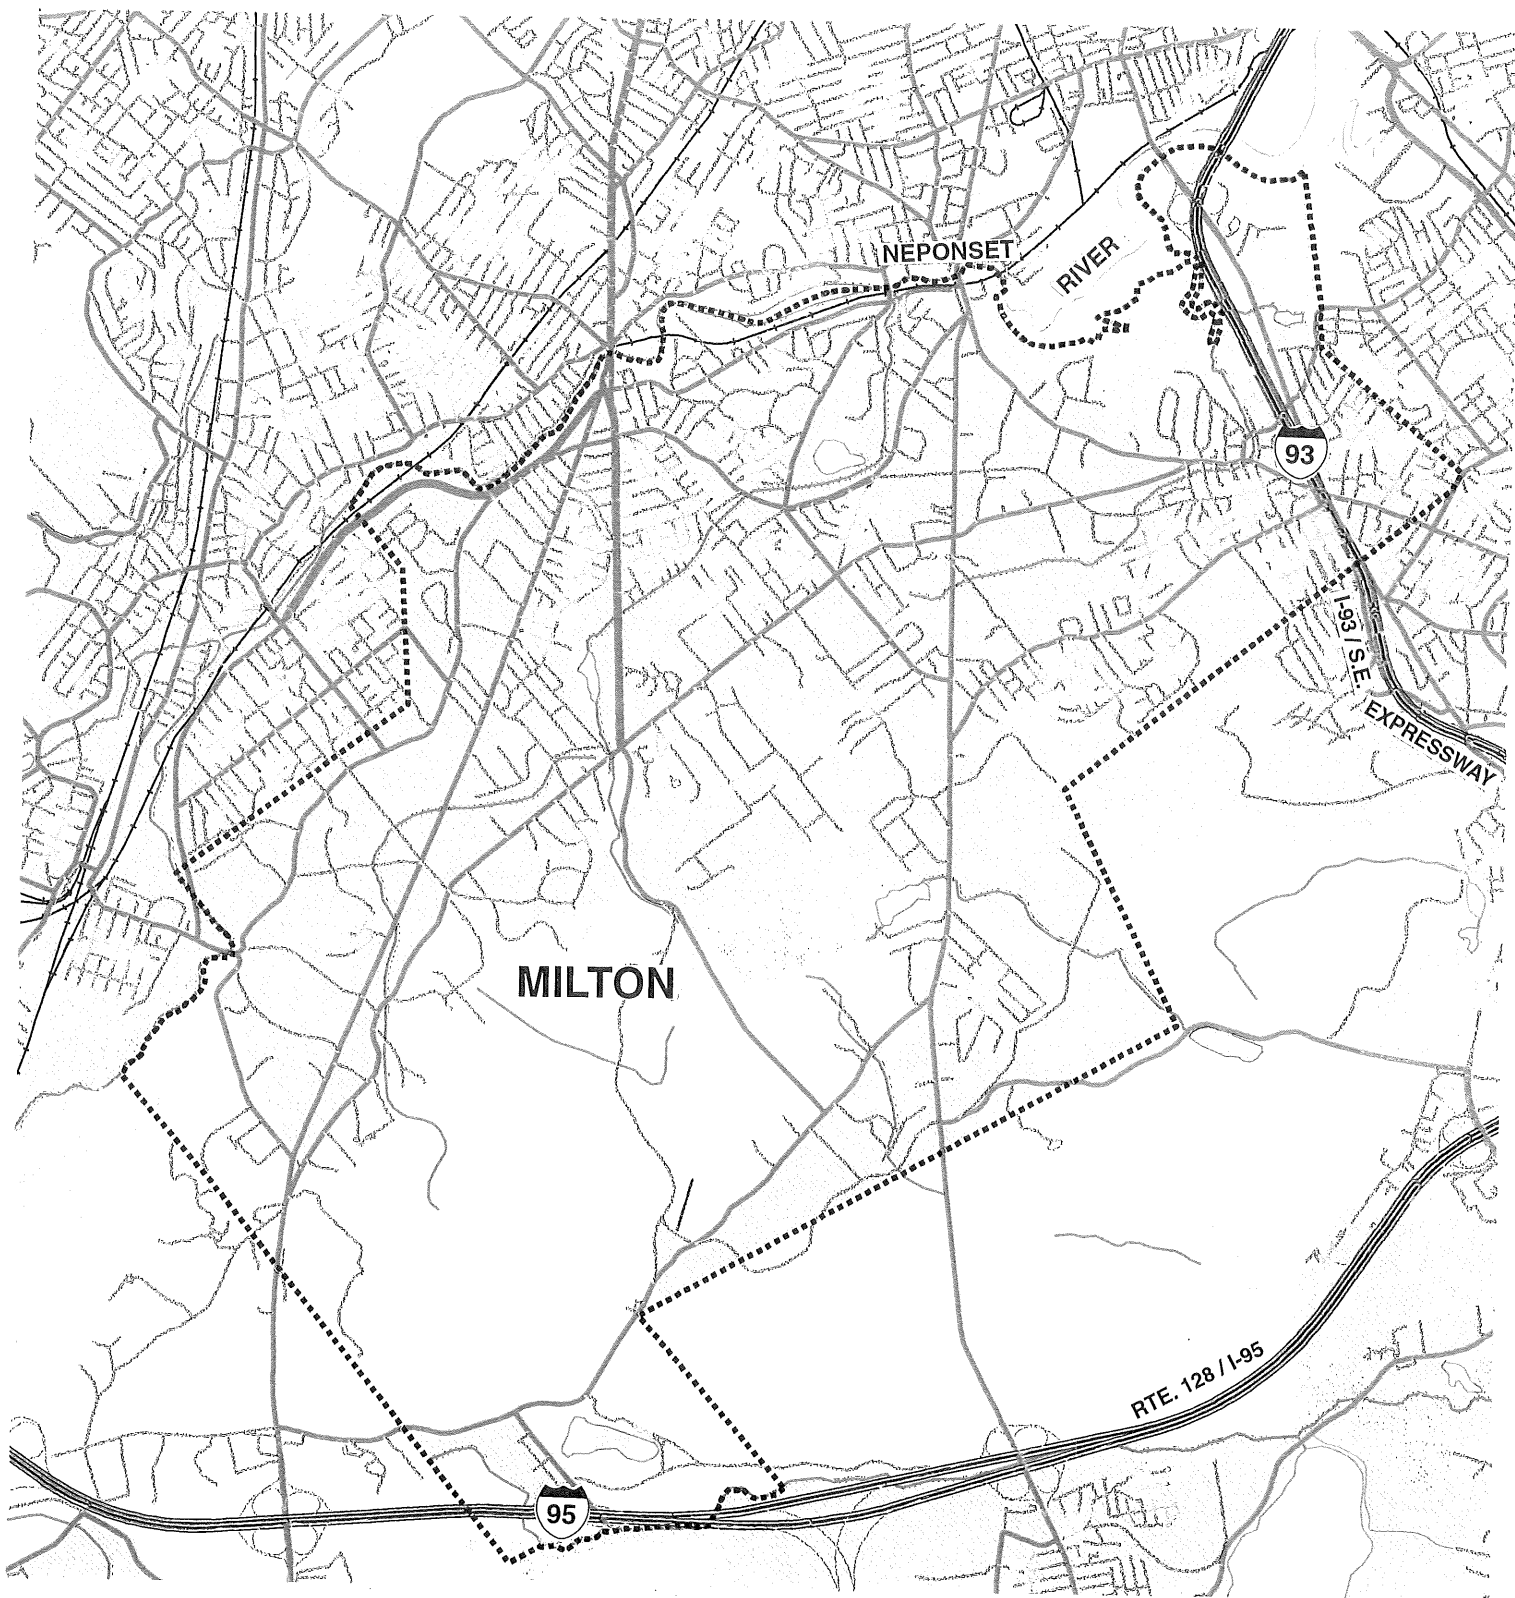 NEPONSET
RIVER
93
I-93 / S.E.
EXPRESSWAY
MILTON
RTE. 128 / I-95
95